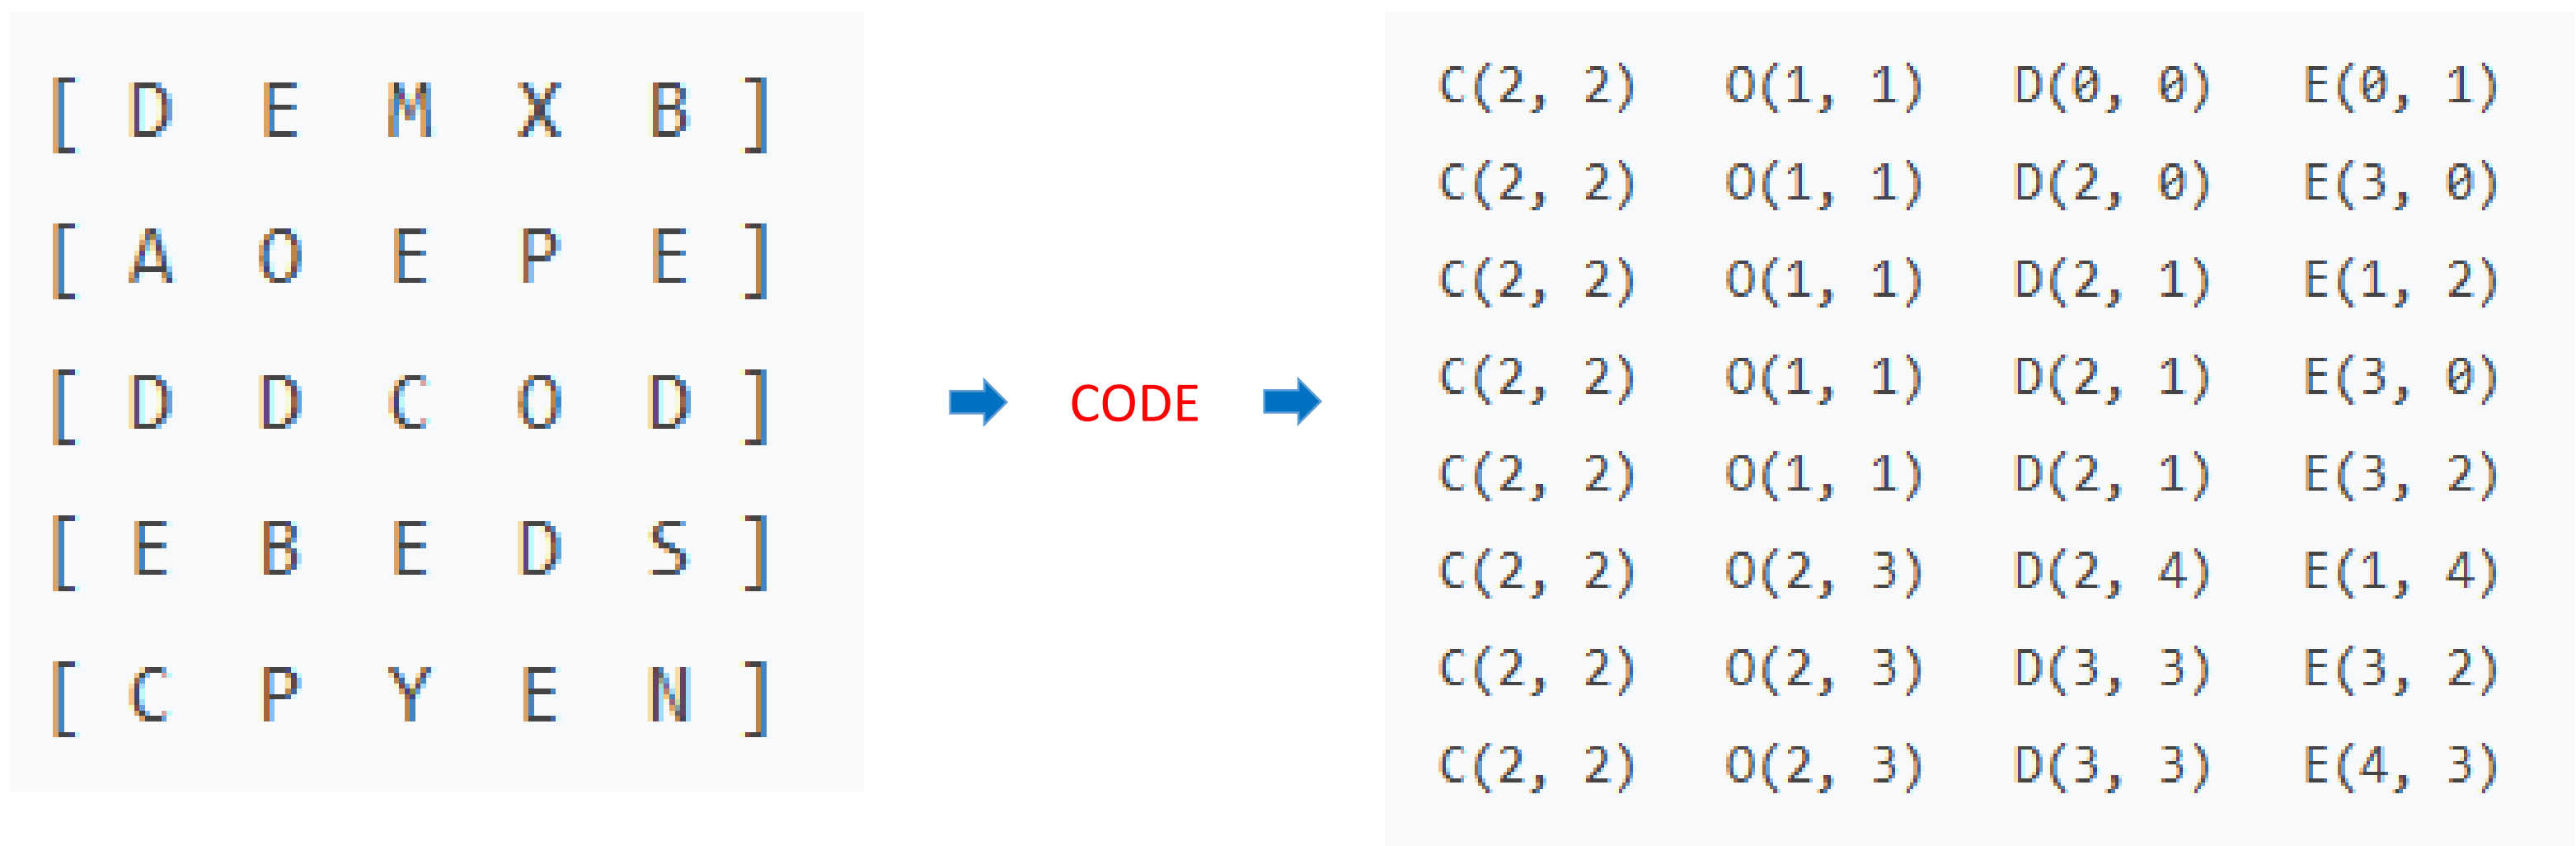 [ D E M X B ]
[ A O E P E ]
[ D D C O D ]
[ E B E D S ]
[ C P Y E N ]
CODE
C(2, 2) O(1, 1) D(0, 0) E(0, 1)
C(2, 2) O(1, 1) D(2, 0) E(3, 0)
C(2, 2) O(1, 1) D(2, 1) E(1, 2)
C(2, 2) O(1, 1) D(2, 1) E(3, 0)
C(2, 2) O(1, 1) D(2, 1) E(3, 2)
C(2, 2) O(2, 3) D(2, 4) E(1, 4)
C(2, 2) O(2, 3) D(3, 3) E(3, 2)
C(2, 2) O(2, 3) D(3, 3) E(4, 3)